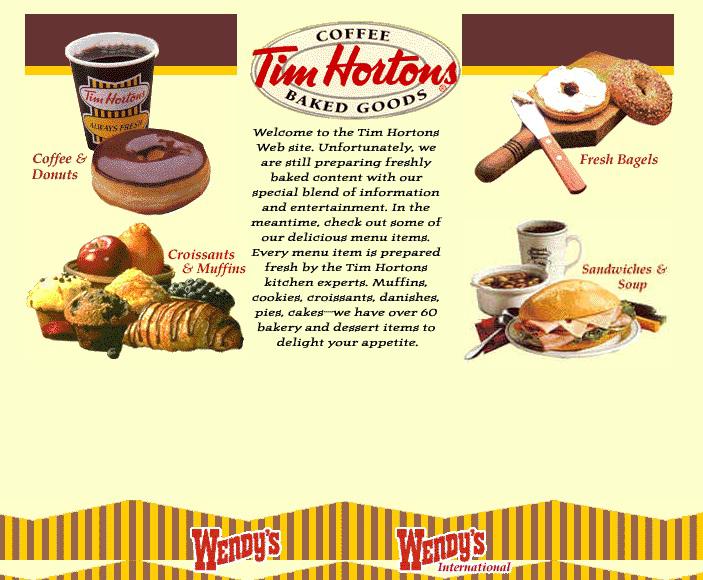 COFFEE
Tim Hortons
BAKED GOODS
Tim Hortons
ALWAYS FRESH
Coffee &
Donuts
Croissants
& Muffins
Welcome to the Tim Hortons
Web site. Unfortunately, we
are still preparing freshly
baked content with our
special blend of information
and entertainment. In the
meantime, check out some of
our delicious menu items.
Every menu item is prepared
fresh by the Tim Hortons
kitchen experts. Muffins,
cookies, croissants, danishes,
pies, cakes—we have over 60
bakery and dessert items to
delight your appetite.
Fresh Bagels
Sandwiches &
Soup
WENDY'S
WENDY'S
International